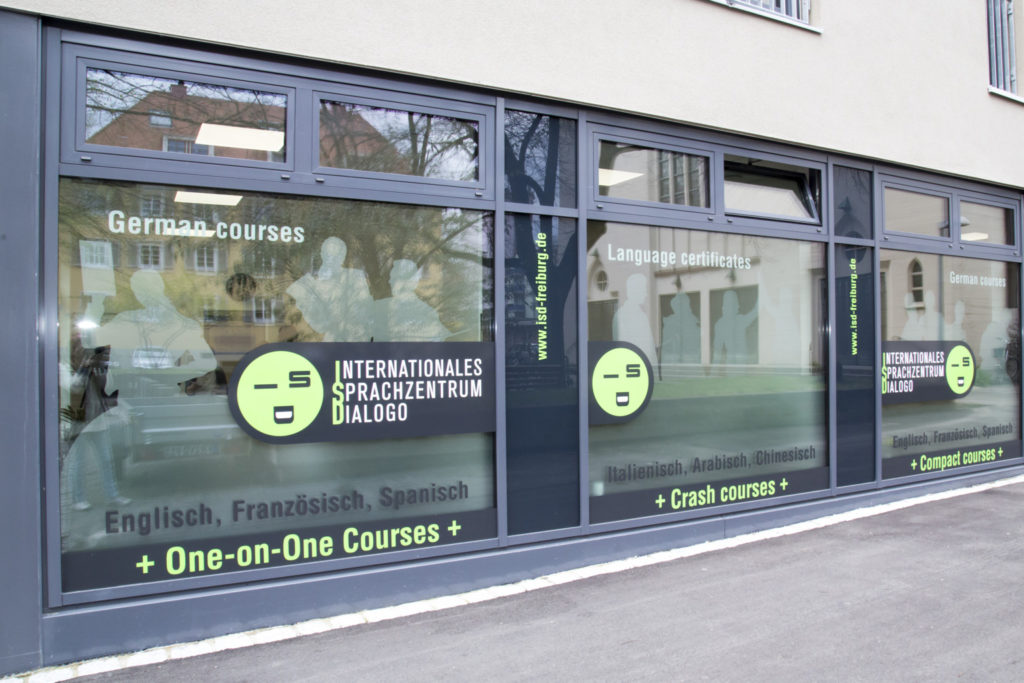 German courses
INTERNATIONALES
SPRACHZENTRUM
DIALOGO
Englisch, Französisch, Spanisch
+ One-on-One Courses +
www.isd-freiburg.de
Language certificates
Italienisch, Arabisch, Chinesisch
+ Crash courses +
www.isd-freiburg.de
German courses
INTERNATIONALES
SPRACHZENTRUM
DIALOGO
Englisch, Französisch, Spanisch
+ Compact courses +